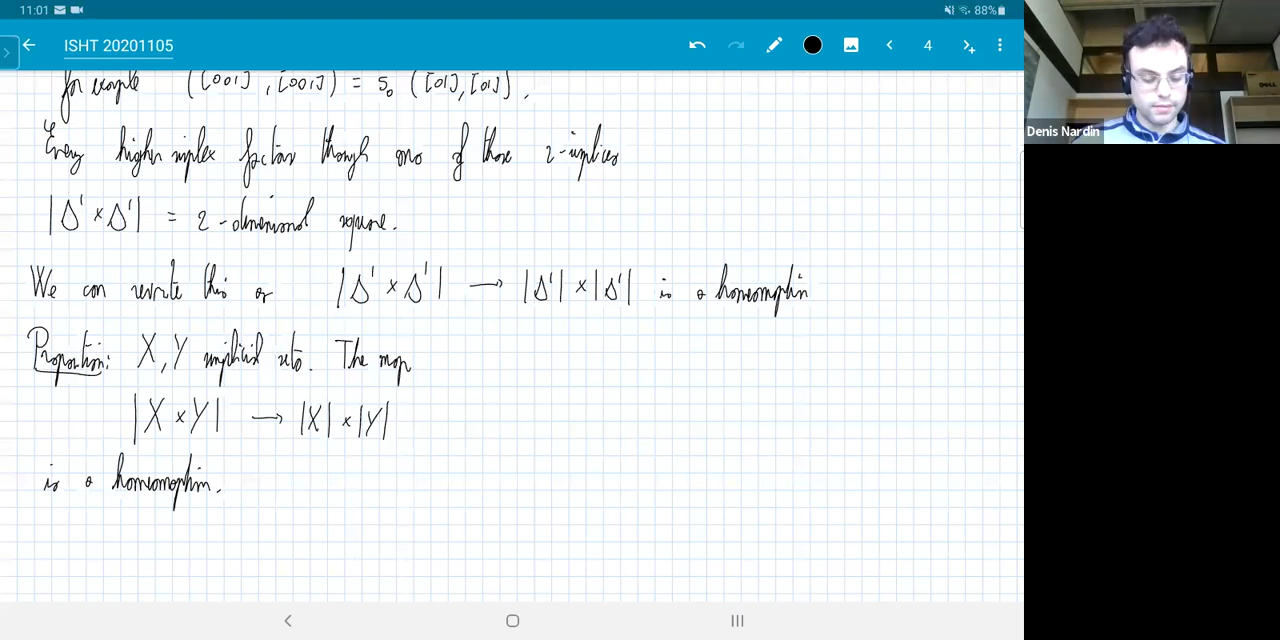 11:01 88%
ISHT 20201105
4
for example ([001], [001]) = S₀ ([01], [01]).
Every higher simplex factors through one of those 2-simplices
|Δ¹ × Δ¹| = 2-dimensional square.
We can rewrite this as |Δ¹ × Δ¹| → |Δ¹| × |Δ¹| is a homeomorphism
Proposition: X, Y simplicial sets. The map
|X × Y| → |X| × |Y|
is a homeomorphism.
Denis Nardin